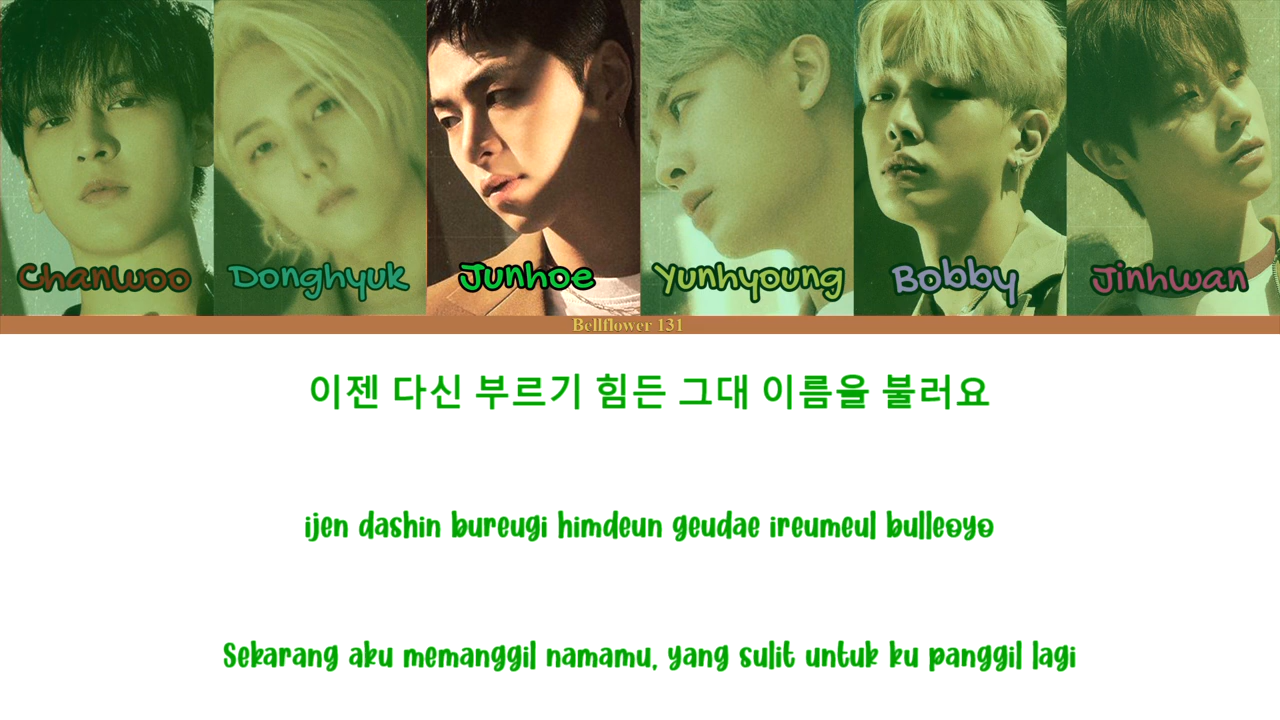 Chanwoo Donghyuk Junhoe Yunhyoung Bobby Jinhwan
Bellflower 131
이젠 다신 부르기 힘든 그대 이름을 불러요
ijen dashin bureugi himdeun geudae ireumeul bulleoyo
Sekarang aku memanggil namamu, yang sulit untuk ku panggil lagi